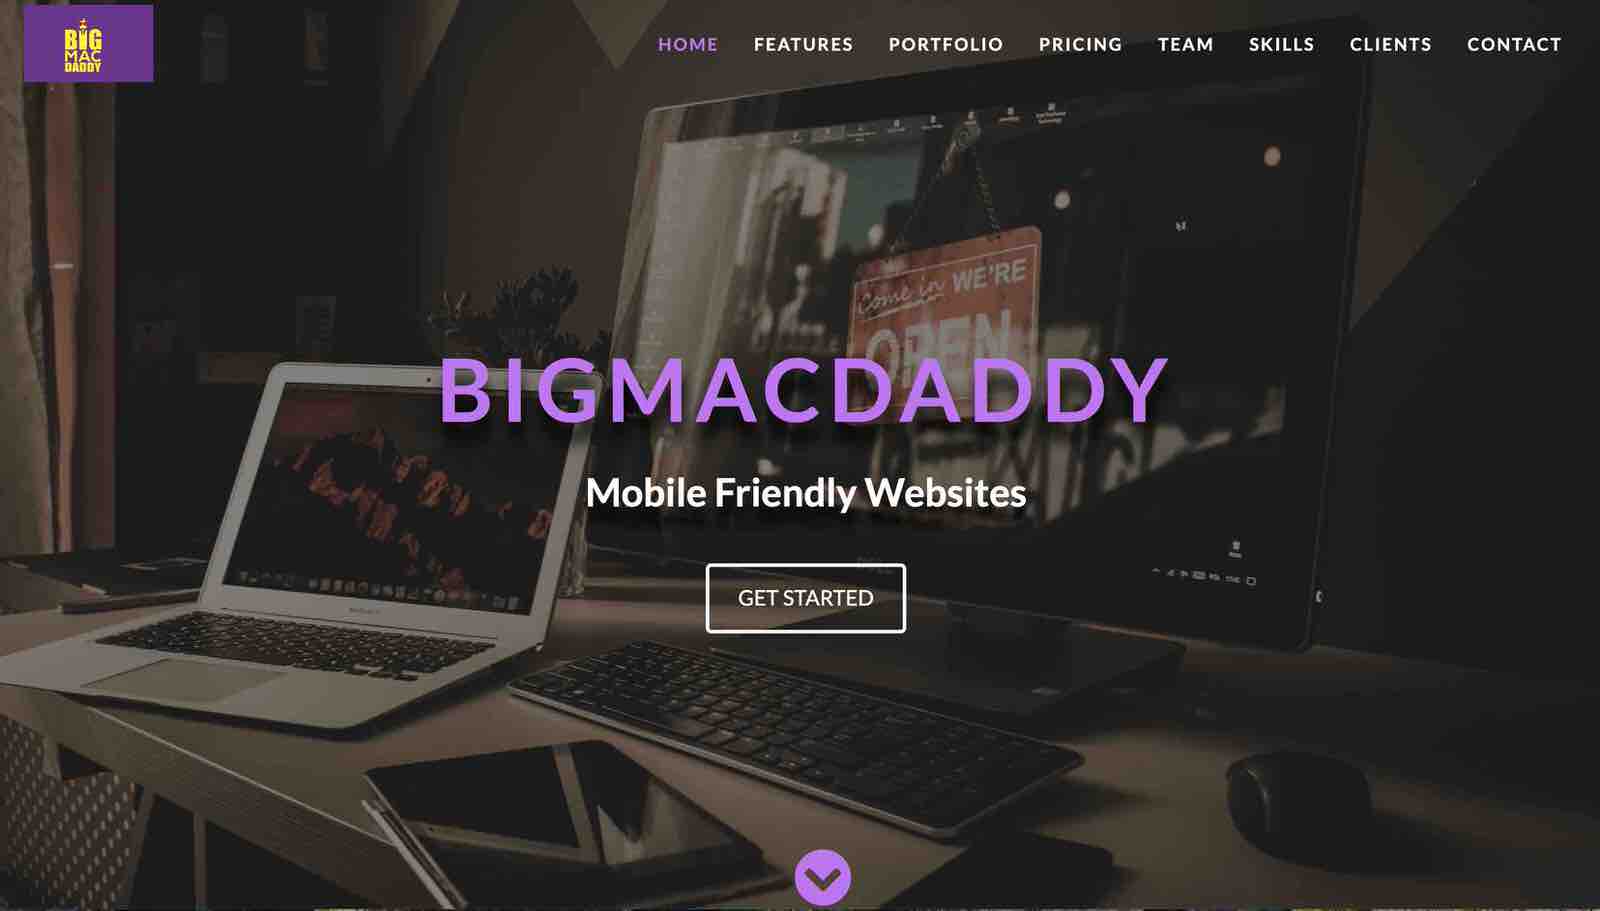 BIG
MAC
DADDY
HOME FEATURES PORTFOLIO PRICING TEAM SKILLS CLIENTS CONTACT
Come in WE'RE
OPEN
BIGMACDADDY
Mobile Friendly Websites
GET STARTED